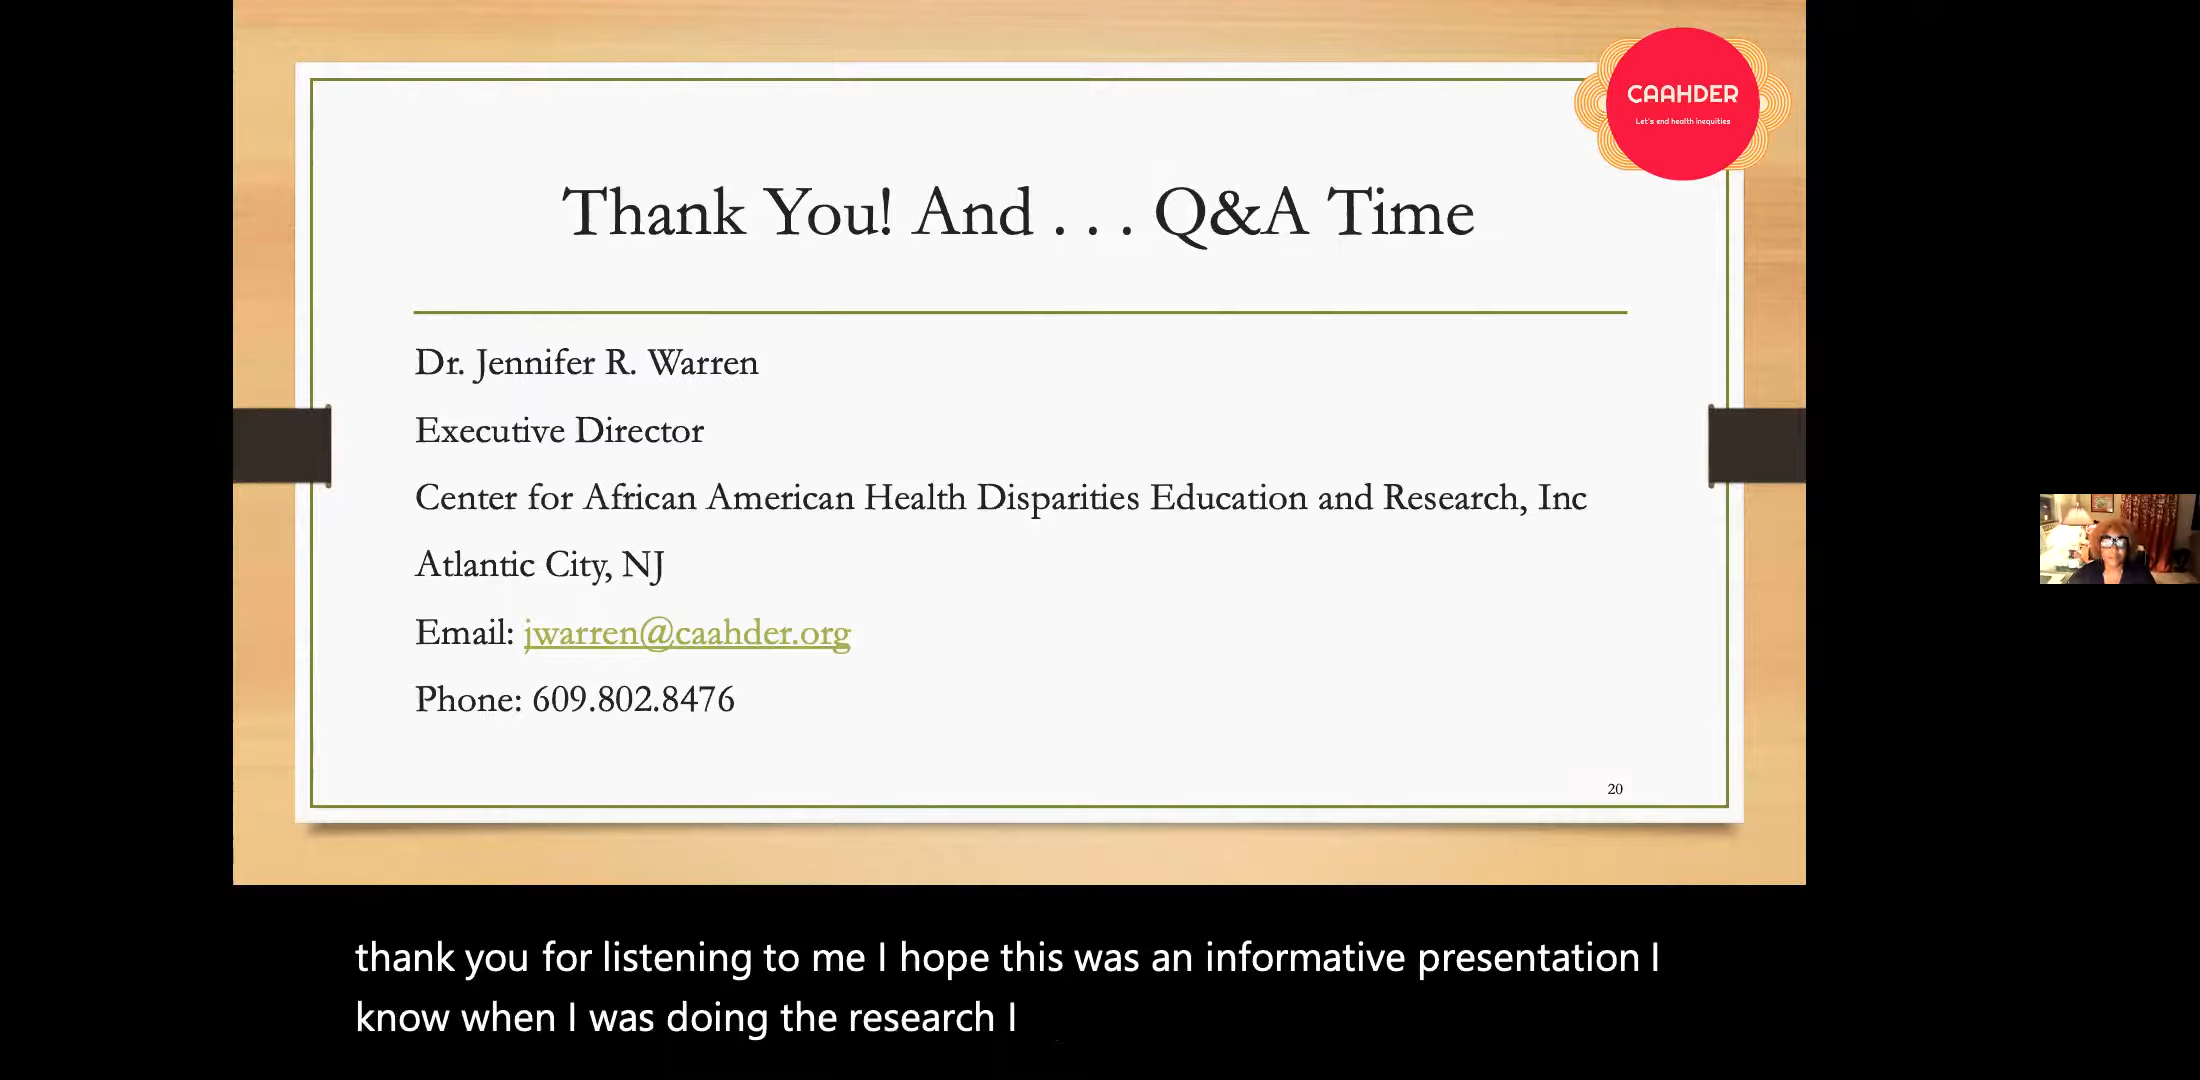 CAAHDER
Let's end health inequities
Thank You! And . . . Q&A Time
Dr. Jennifer R. Warren
Executive Director
Center for African American Health Disparities Education and Research, Inc
Atlantic City, NJ
Email: jwarren@caahder.org
Phone: 609.802.8476
20
thank you for listening to me I hope this was an informative presentation I
know when I was doing the research I